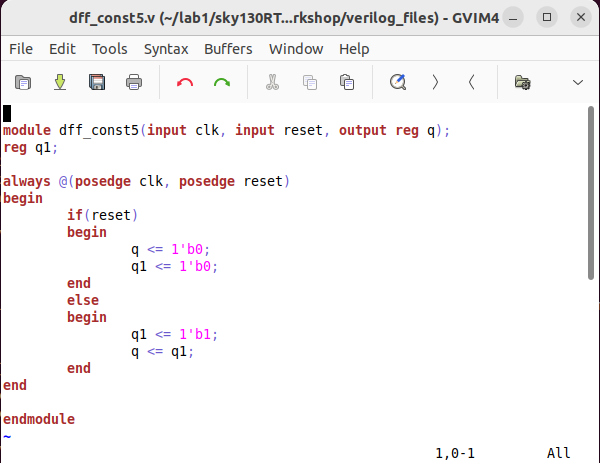 dff_const5.v (~/lab1/sky130RT...rkshop/verilog_files) - GVIM4
File Edit Tools Syntax Buffers Window Help
module dff_const5(input clk, input reset, output reg q);
reg q1;
always @(posedge clk, posedge reset)
begin
if(reset)
begin
q <= 1'b0;
q1 <= 1'b0;
end
else
begin
q1 <= 1'b1;
q <= q1;
end
end
endmodule
~
1,0-1 All